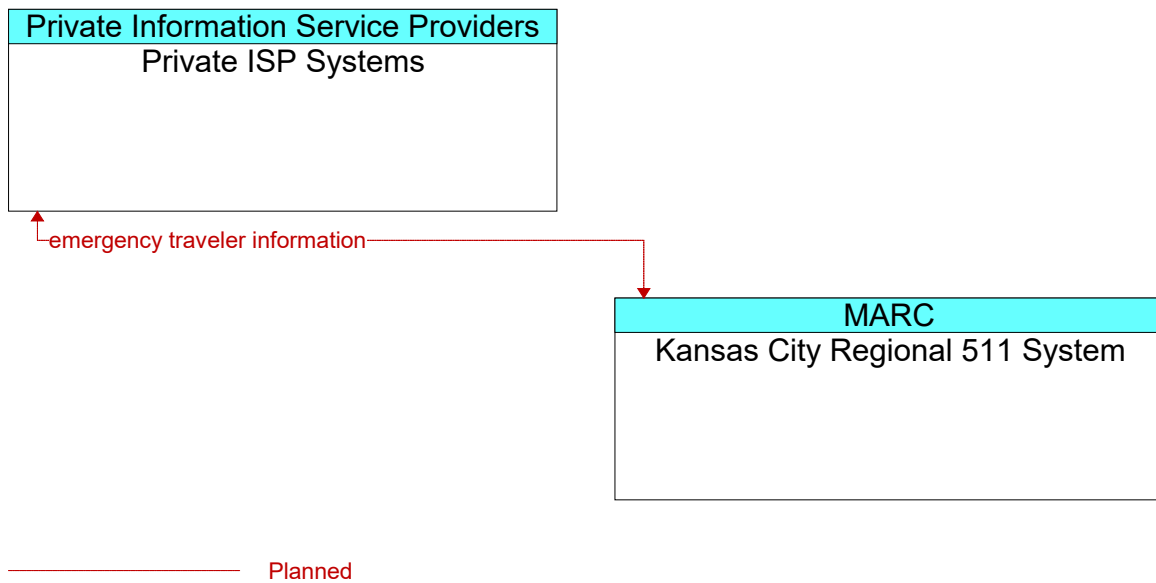 Private Information Service Providers
Private ISP Systems
emergency traveler information
MARC
Kansas City Regional 511 System
Planned